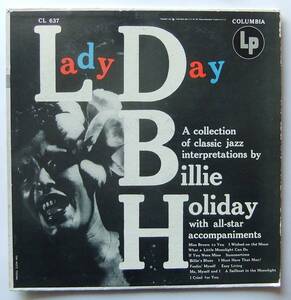 CL 637
COLUMBIA
Lp
Lady Day
A collection
of classic jazz
interpretations by
Billie
Holiday
with all-star
accompaniments
Miss Brown to You I Wished on the Moon
What a Little Moonlight Can Do
If You Were Mine Summertime
Billie's Blues I Must Have That Man!
Foolin' Myself Easy Living
Me, Myself and I A Sailboat in the Moonlight
I Cried for You